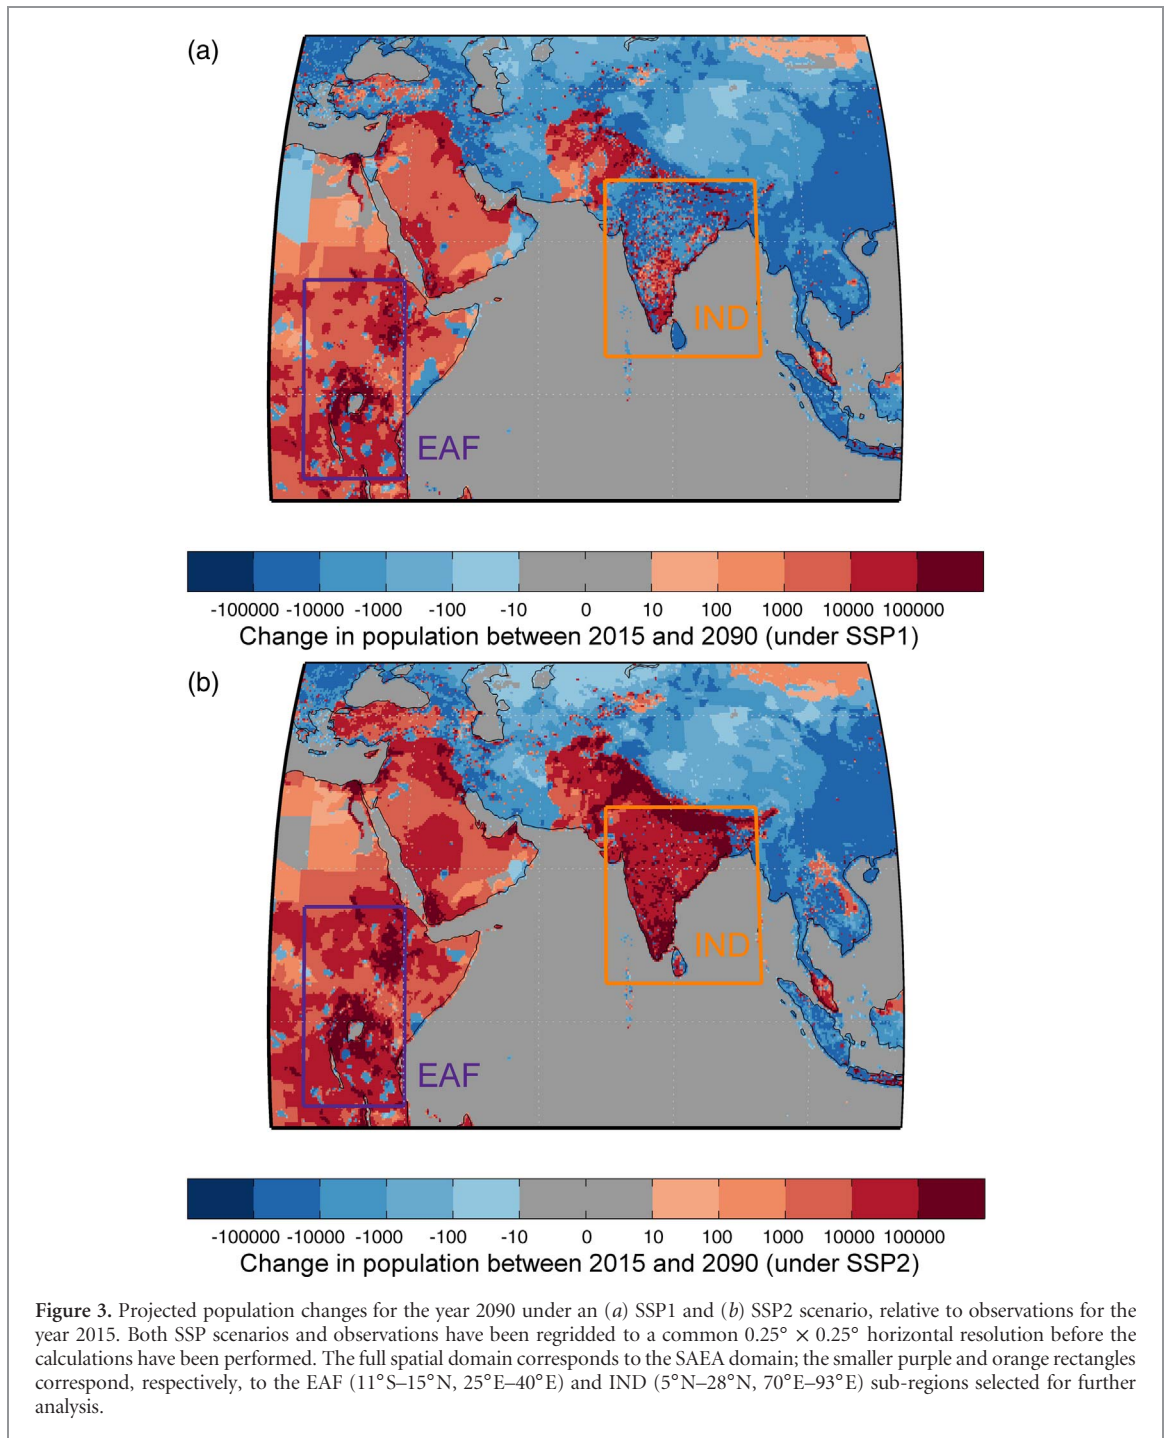 (a)
IND
EAF
-100000 -10000 -1000 -100 -10 0 10 100 1000 10000 100000
Change in population between 2015 and 2090 (under SSP1)
(b)
IND
EAF
-100000 -10000 -1000 -100 -10 0 10 100 1000 10000 100000
Change in population between 2015 and 2090 (under SSP2)
Figure 3. Projected population changes for the year 2090 under an (a) SSP1 and (b) SSP2 scenario, relative to observations for the
year 2015. Both SSP scenarios and observations have been regridded to a common 0.25° × 0.25° horizontal resolution before the
calculations have been performed. The full spatial domain corresponds to the SAEA domain; the smaller purple and orange rectangles
correspond, respectively, to the EAF (11°S–15°N, 25°E–40°E) and IND (5°N–28°N, 70°E–93°E) sub-regions selected for further
analysis.